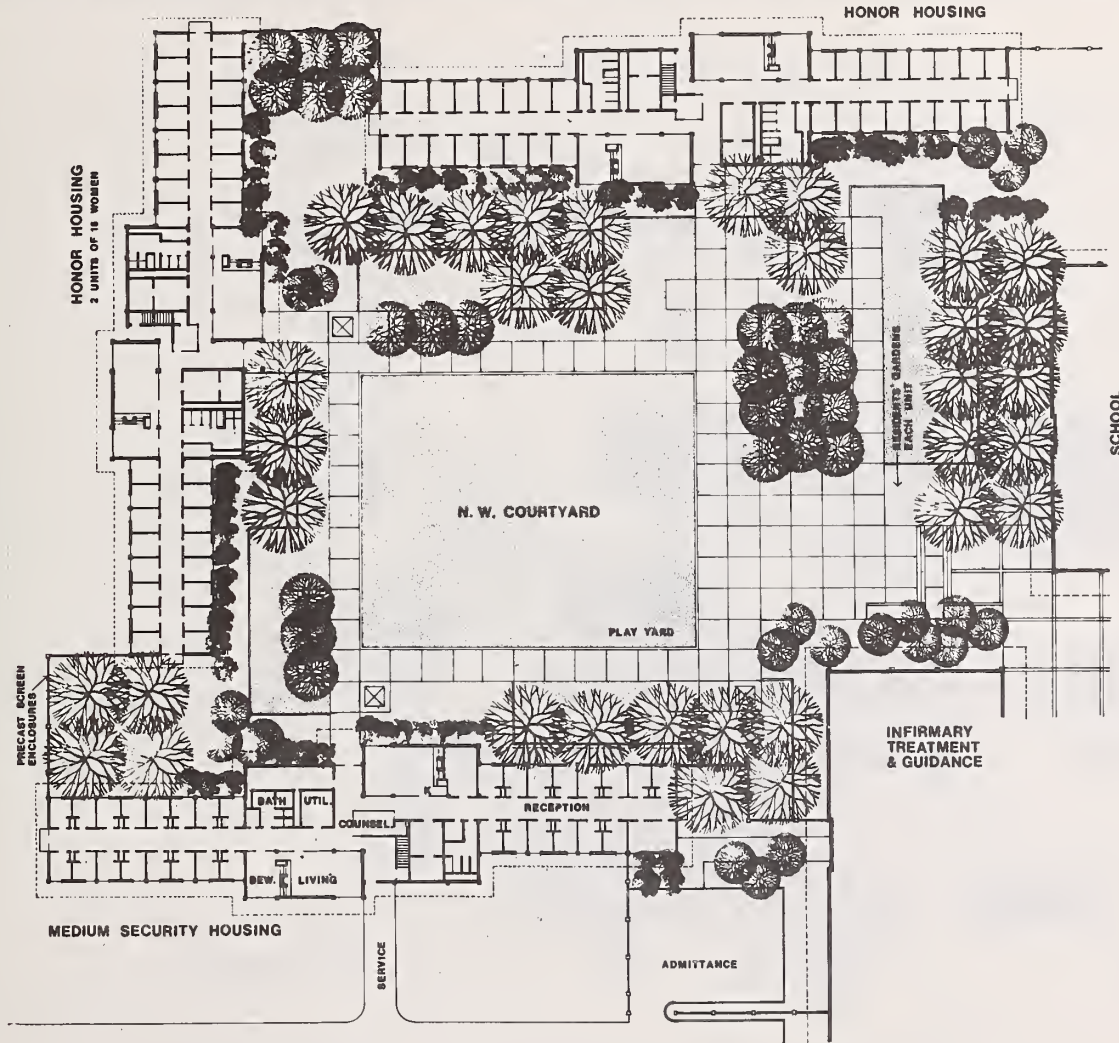 HONOR HOUSING
HONOR HOUSING
2 UNITS OF 16 WOMEN
RESIDENTS' GARDENS
EACH UNIT
SCHOOL
N. W. COURTYARD
PLAY YARD
PRECAST SCREEN
ENCLOSURES
INFIRMARY
TREATMENT
& GUIDANCE
BATH
UTIL.
COUNSEL.
K
RECEPTION
SEW.
LIVING
MEDIUM SECURITY HOUSING
SERVICE
ADMITTANCE